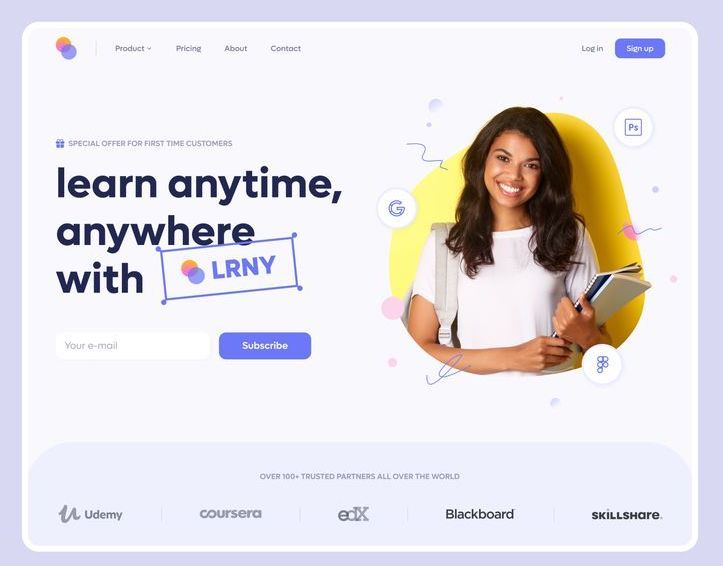 Product
Pricing
About
Contact
Log in
Sign up
SPECIAL OFFER FOR FIRST TIME CUSTOMERS
learn anytime,
anywhere
with LRNY
Your e-mail
Subscribe
G
Ps
OVER 100+ TRUSTED PARTNERS ALL OVER THE WORLD
Udemy
coursera
edX
Blackboard
SKILLSHARE.